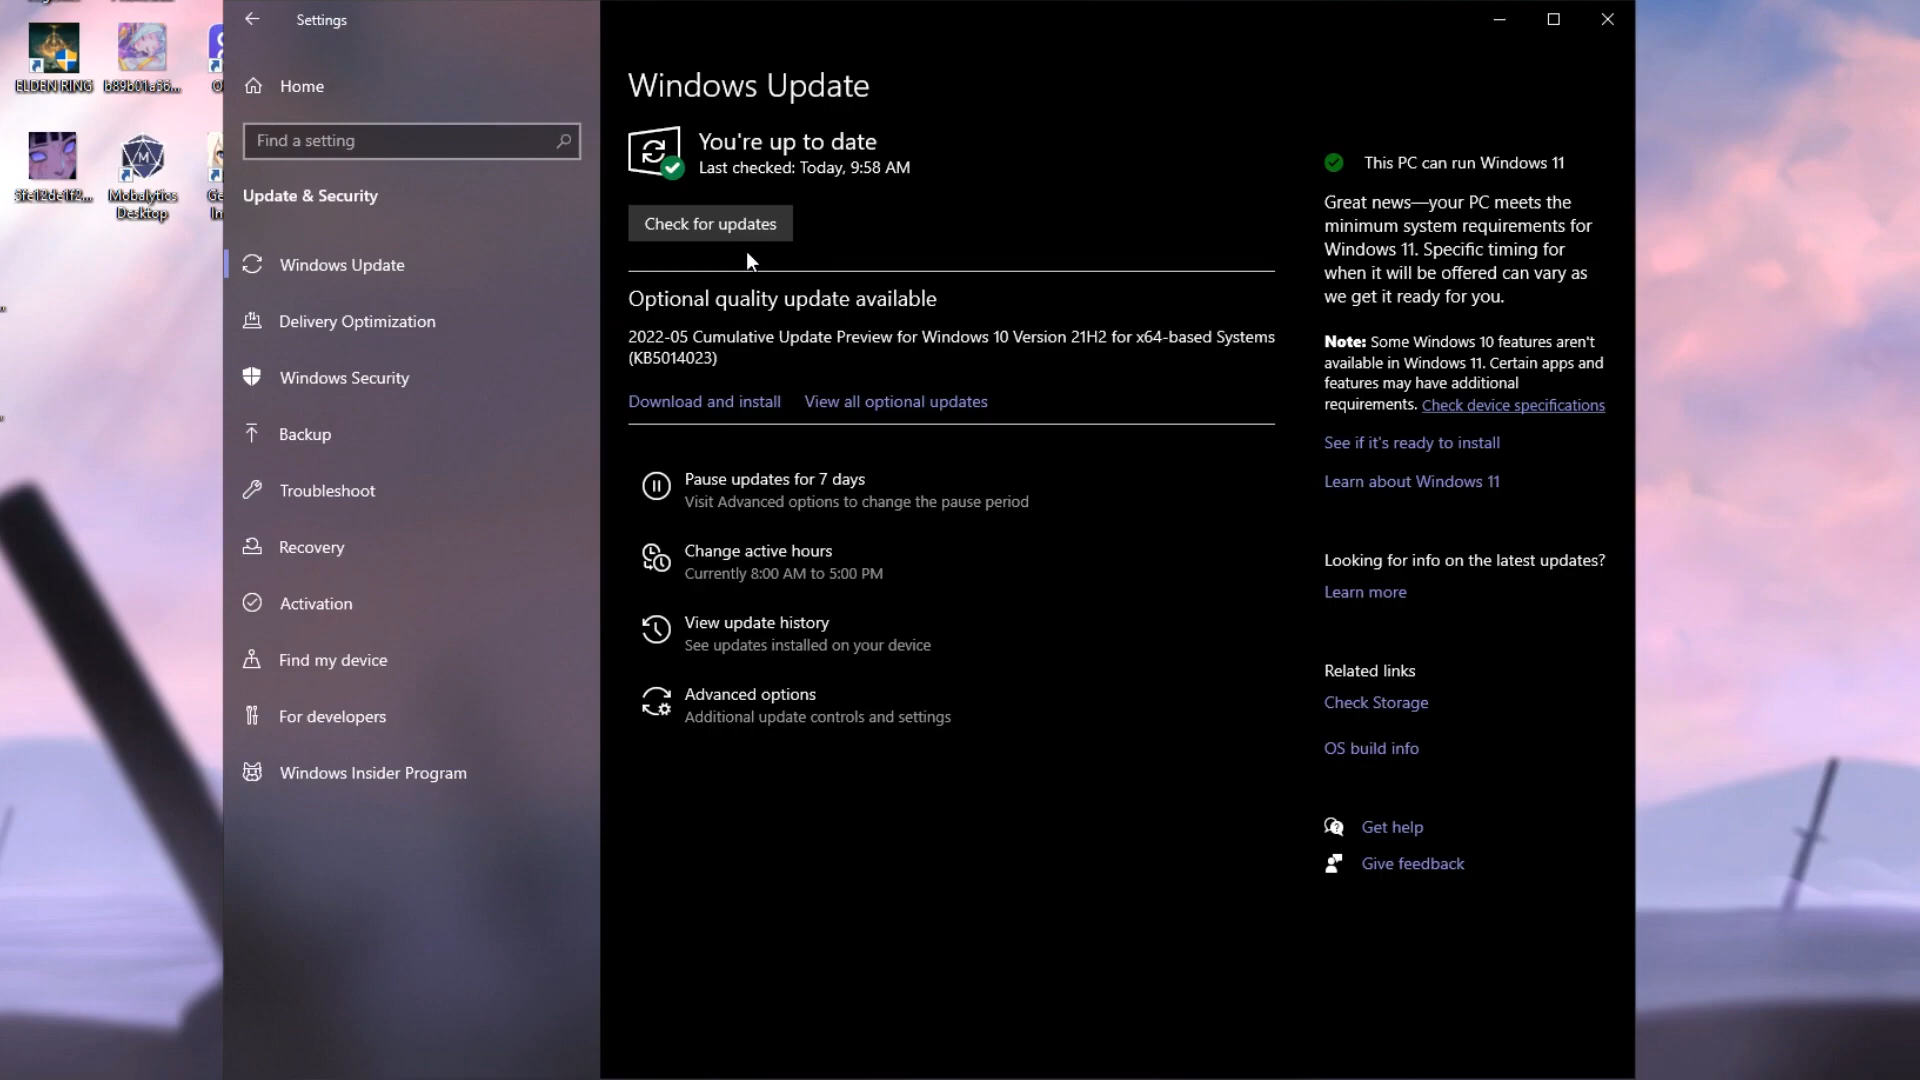 Settings
Home
Find a setting
Update & Security
Windows Update
Delivery Optimization
Windows Security
Backup
Troubleshoot
Recovery
Activation
Find my device
For developers
Windows Insider Program
Windows Update
You're up to date
Last checked: Today, 9:58 AM
Check for updates
Optional quality update available
2022-05 Cumulative Update Preview for Windows 10 Version 21H2 for x64-based Systems
(KB5014023)
Download and install
View all optional updates
Pause updates for 7 days
Visit Advanced options to change the pause period
Change active hours
Currently 8:00 AM to 5:00 PM
View update history
See updates installed on your device
Advanced options
Additional update controls and settings
This PC can run Windows 11
Great news—your PC meets the
minimum system requirements for
Windows 11. Specific timing for
when it will be offered can vary as
we get it ready for you.
Note: Some Windows 10 features aren't
available in Windows 11. Certain apps and
features may have additional
requirements. Check device specifications
See if it's ready to install
Learn about Windows 11
Looking for info on the latest updates?
Learn more
Related links
Check Storage
OS build info
Get help
Give feedback
ELDEN RING
b89b01a56...
Mobalytics
Desktop